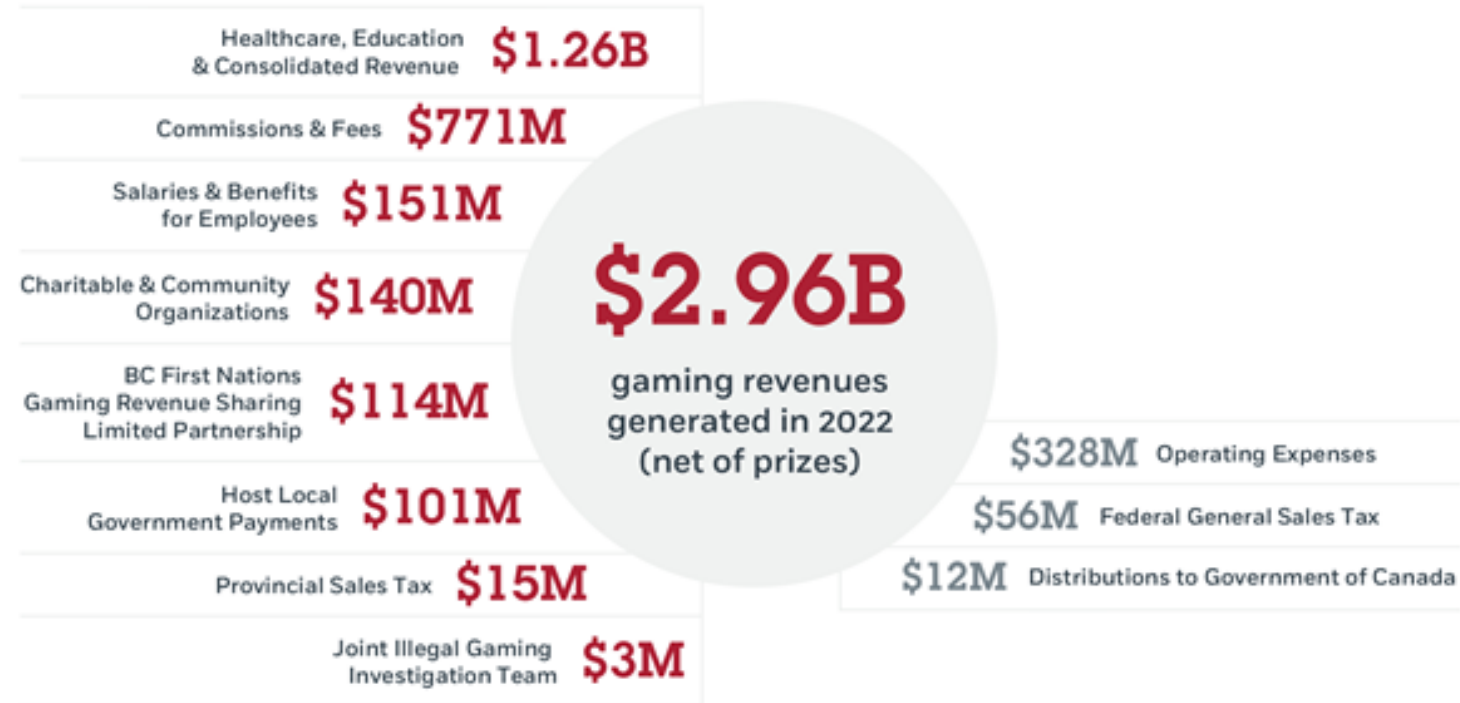 Healthcare, Education
& Consolidated Revenue
$1.26B
Commissions & Fees
$771M
Salaries & Benefits
for Employees
$151M
Charitable & Community
Organizations
$140M
BC First Nations
Gaming Revenue Sharing
Limited Partnership
$114M
Host Local
Government Payments
$101M
Provincial Sales Tax
$15M
Joint Illegal Gaming
Investigation Team
$3M
$2.96B
gaming revenues
generated in 2022
(net of prizes)
$328M Operating Expenses
$56M Federal General Sales Tax
$12M Distributions to Government of Canada